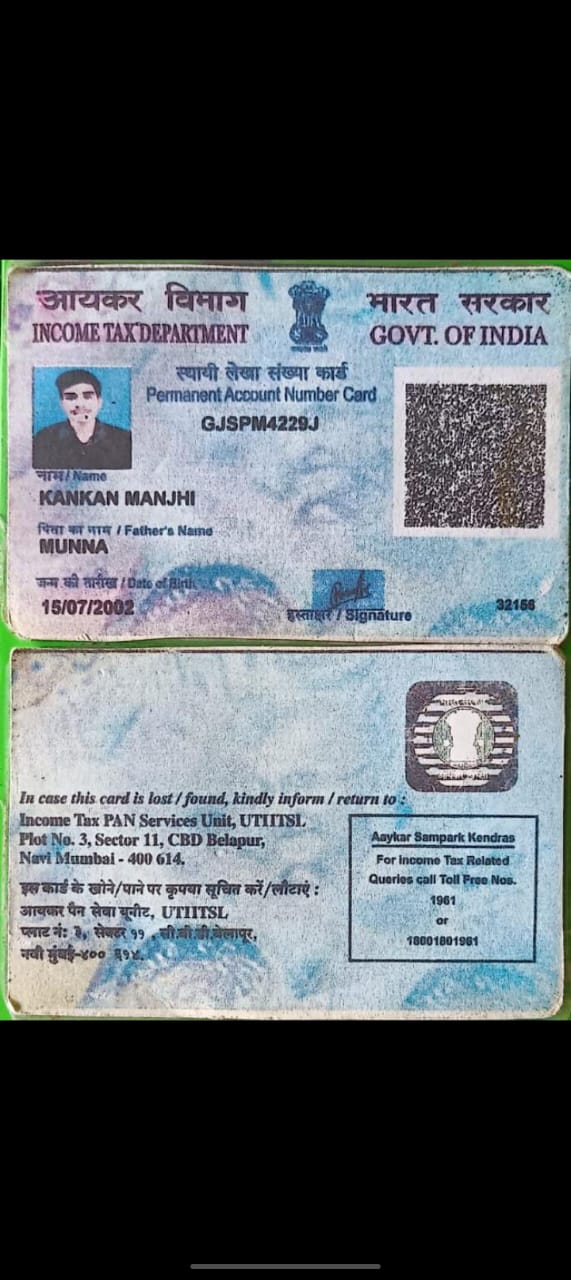 आयकर विभाग
INCOME TAX DEPARTMENT
भारत सरकार
GOVT. OF INDIA
स्थायी लेखा संख्या कार्ड
Permanent Account Number Card
GJSPM4229J
नाम / Name
KANKAN MANJHI
पिता का नाम / Father's Name
MUNNA
जन्म की तारीख / Date of Birth
15/07/2002
हस्ताक्षर / Signature
32156
In case this card is lost / found, kindly inform / return to :
Income Tax PAN Services Unit, UTIITSL
Plot No. 3, Sector 11, CBD Belapur,
Navi Mumbai - 400 614.
इस कार्ड के खोने/पाने पर कृपया सूचित करें/लौटाएं :
आयकर पैन सेवा यूनीट, UTIITSL
प्लाट नं: ३, सेक्टर ११ , सी.बी.डी.बेलापूर,
नवी मुंबई-४०० ६१४.
Aaykar Sampark Kendras
For Income Tax Related
Queries call Toll Free Nos.
1961
or
18001801961